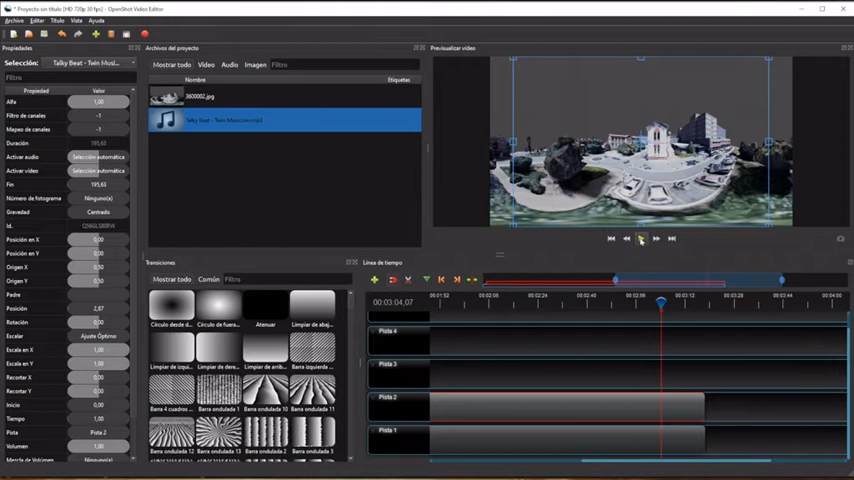 * Proyecto sin título [HD 720p 30 fps] - OpenShot Video Editor
Archivo Editar Título Vista Ayuda
Propiedades
Selección: Talky Beat - Twin Musi...
Filtro
Propiedad Valor
Alfa 1,00
Filtro de canales -1
Mapeo de canales -1
Duración 195,63
Activar audio Selección automática
Activar vídeo Selección automática
Fin 195,63
Número de fotograma Ninguno(a)
Gravedad Centrado
Id.
Posición en X 0,00
Posición en Y 0,00
Origen X 0,50
Origen Y 0,50
Padre
Posición 2,87
Rotación 0,00
Escalar Ajuste Óptimo
Escala en X 1,00
Escala en Y 1,00
Recortar X 0,00
Recortar Y 0,00
Inicio 0,00
Tiempo 1,00
Pista Pista 2
Volumen 1,00
Mezcla de Volúmen Ninguno(a)
Archivos del proyecto
Mostrar todo Vídeo Audio Imagen Filtro
Nombre Etiquetas
3600002.jpg
Talky Beat - Twin Musicom.mp3
Previsualizar vídeo
Transiciones
Mostrar todo Común Filtro
Círculo desde d... Círculo de fuera... Atenuar Limpiar de abaj...
Limpiar de izqui... Limpiar de dere... Limpiar de arrib... Barra izquierda ...
Barra 4 cuadros ... Barra ondulada 1 Barra ondulada 10 Barra ondulada 11
Barra ondulada 12 Barra ondulada 13 Barra ondulada 2 Barra ondulada 3
Línea de tiempo
00:03:04,07
00:01:52 00:02:08 00:02:24 00:02:40 00:02:56 00:03:12 00:03:28 00:03:44 00:04:00
Pista 4
Pista 3
Pista 2
Pista 1